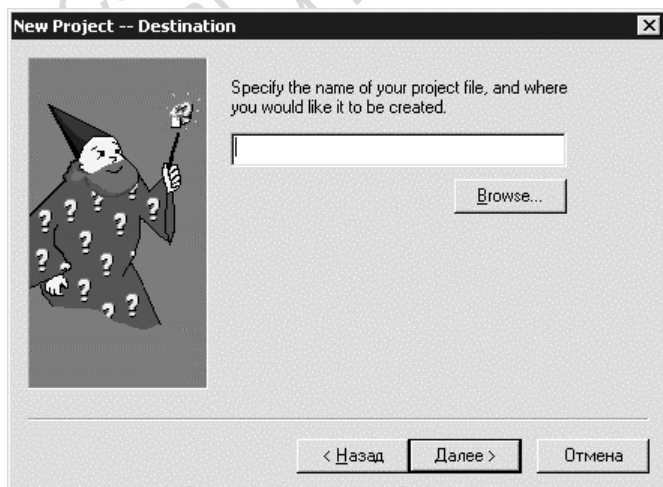 New Project -- Destination
Specify the name of your project file, and where
you would like it to be created.
Browse...
< Назад
Далее >
Отмена